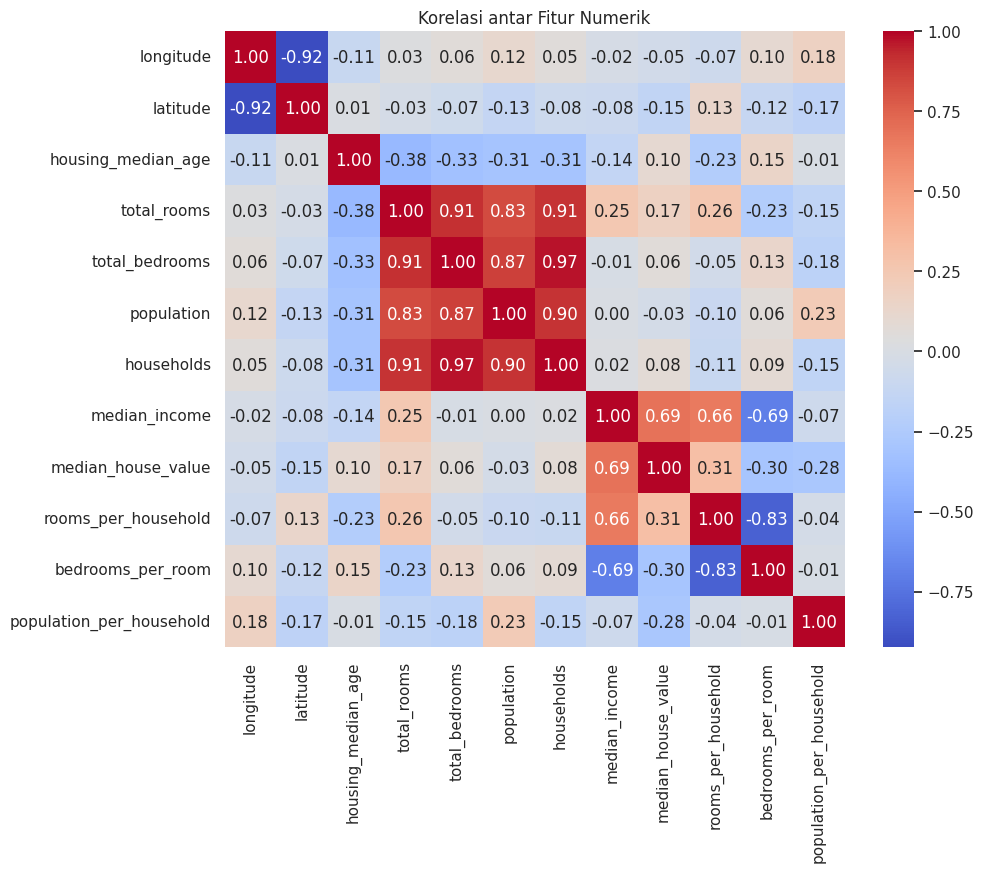 Korelasi antar Fitur Numerik
longitude 1.00 -0.92 -0.11 0.03 0.06 0.12 0.05 -0.02 -0.05 -0.07 0.10 0.18
latitude -0.92 1.00 0.01 -0.03 -0.07 -0.13 -0.08 -0.08 -0.15 0.13 -0.12 -0.17
housing_median_age -0.11 0.01 1.00 -0.38 -0.33 -0.31 -0.31 -0.14 0.10 -0.23 0.15 -0.01
total_rooms 0.03 -0.03 -0.38 1.00 0.91 0.83 0.91 0.25 0.17 0.26 -0.23 -0.15
total_bedrooms 0.06 -0.07 -0.33 0.91 1.00 0.87 0.97 -0.01 0.06 -0.05 0.13 -0.18
population 0.12 -0.13 -0.31 0.83 0.87 1.00 0.90 0.00 -0.03 -0.10 0.06 0.23
households 0.05 -0.08 -0.31 0.91 0.97 0.90 1.00 0.02 0.08 -0.11 0.09 -0.15
median_income -0.02 -0.08 -0.14 0.25 -0.01 0.00 0.02 1.00 0.69 0.66 -0.69 -0.07
median_house_value -0.05 -0.15 0.10 0.17 0.06 -0.03 0.08 0.69 1.00 0.31 -0.30 -0.28
rooms_per_household -0.07 0.13 -0.23 0.26 -0.05 -0.10 -0.11 0.66 0.31 1.00 -0.83 -0.04
bedrooms_per_room 0.10 -0.12 0.15 -0.23 0.13 0.06 0.09 -0.69 -0.30 -0.83 1.00 -0.01
population_per_household 0.18 -0.17 -0.01 -0.15 -0.18 0.23 -0.15 -0.07 -0.28 -0.04 -0.01 1.00
longitude
latitude
housing_median_age
total_rooms
total_bedrooms
population
households
median_income
median_house_value
rooms_per_household
bedrooms_per_room
population_per_household
1.00
0.75
0.50
0.25
0.00
−0.25
−0.50
−0.75